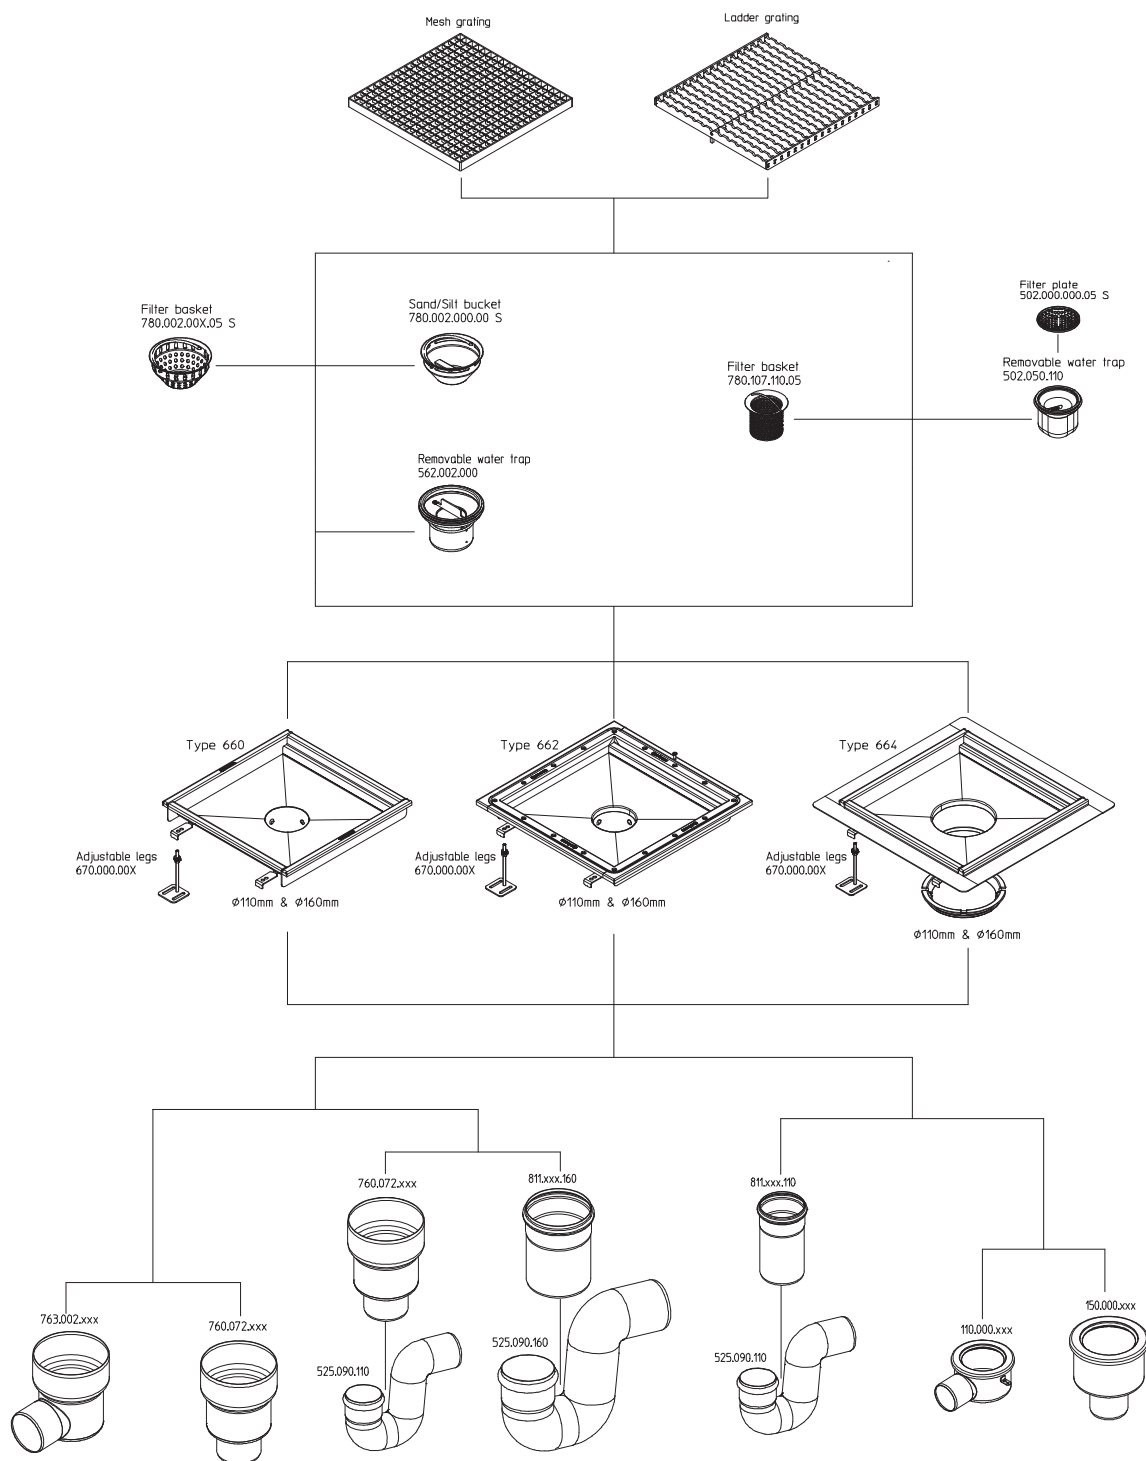 Mesh grating
Ladder grating
Filter basket
780.002.00X.05 S
Sand/Silt bucket
780.002.000.00 S
Filter plate
502.000.000.05 S
Filter basket
780.107.110.05
Removable water trap
502.050.110
Removable water trap
562.002.000
Type 660
Type 662
Type 664
Adjustable legs
670.000.00X
Adjustable legs
670.000.00X
Adjustable legs
670.000.00X
Ø110mm & Ø160mm
Ø110mm & Ø160mm
Ø110mm & Ø160mm
760.072.xxx
811.xxx.160
811.xxx.110
763.002.xxx
760.072.xxx
525.090.110
525.090.160
525.090.110
110.000.xxx
150.000.xxx